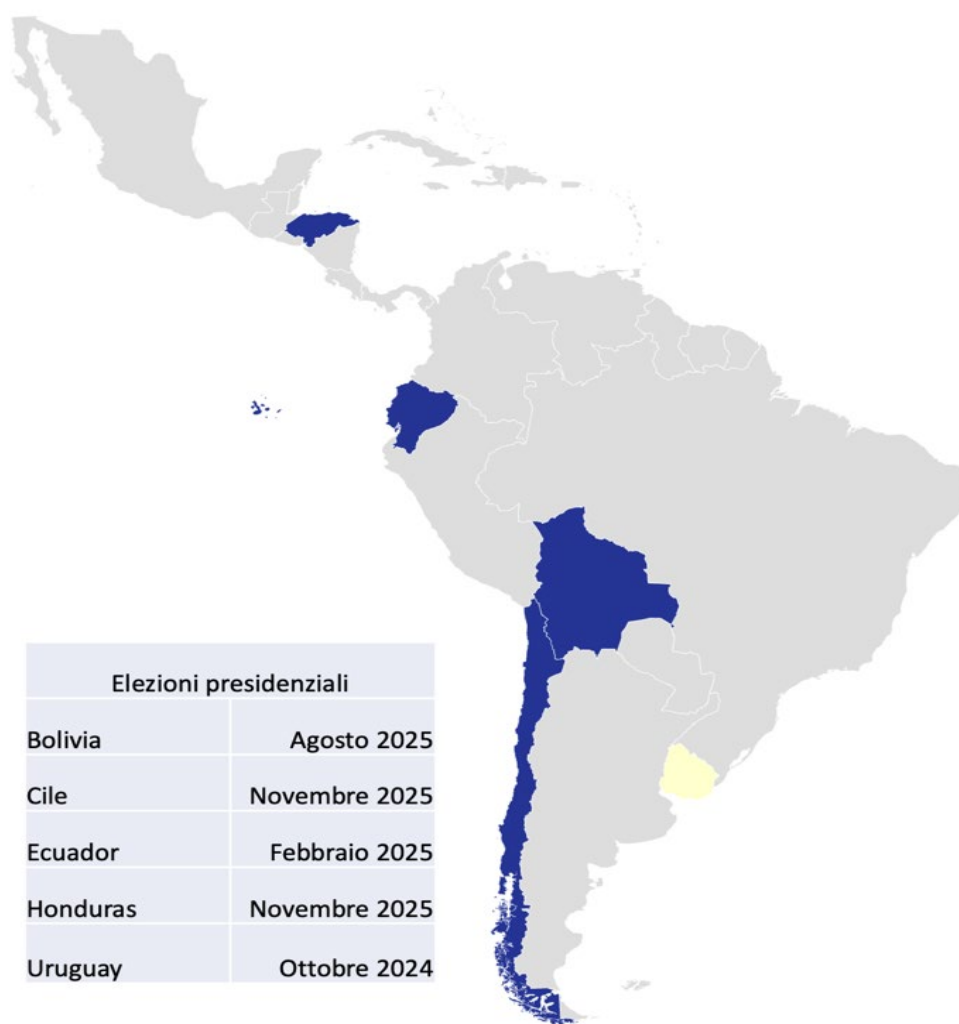 Elezioni presidenziali
Bolivia Agosto 2025
Cile Novembre 2025
Ecuador Febbraio 2025
Honduras Novembre 2025
Uruguay Ottobre 2024